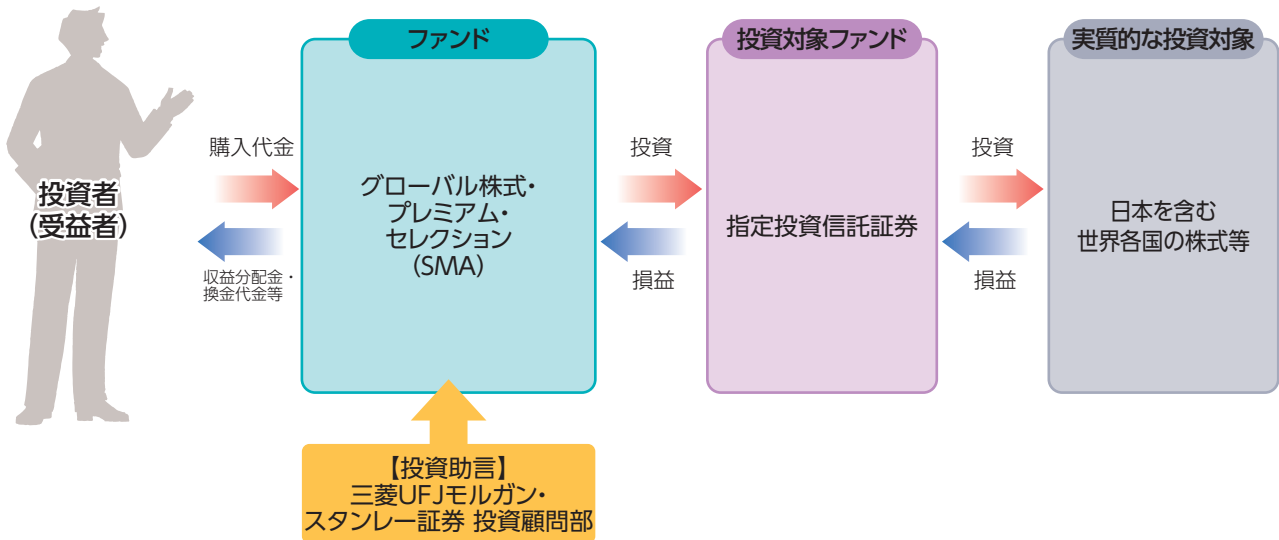 ファンド
投資対象ファンド
実質的な投資対象
投資者
(受益者)
購入代金
収益分配金・
換金代金等
グローバル株式・
プレミアム・
セレクション
(SMA)
投資
損益
指定投資信託証券
投資
損益
日本を含む
世界各国の株式等
【投資助言】
三菱UFJモルガン・
スタンレー証券 投資顧問部